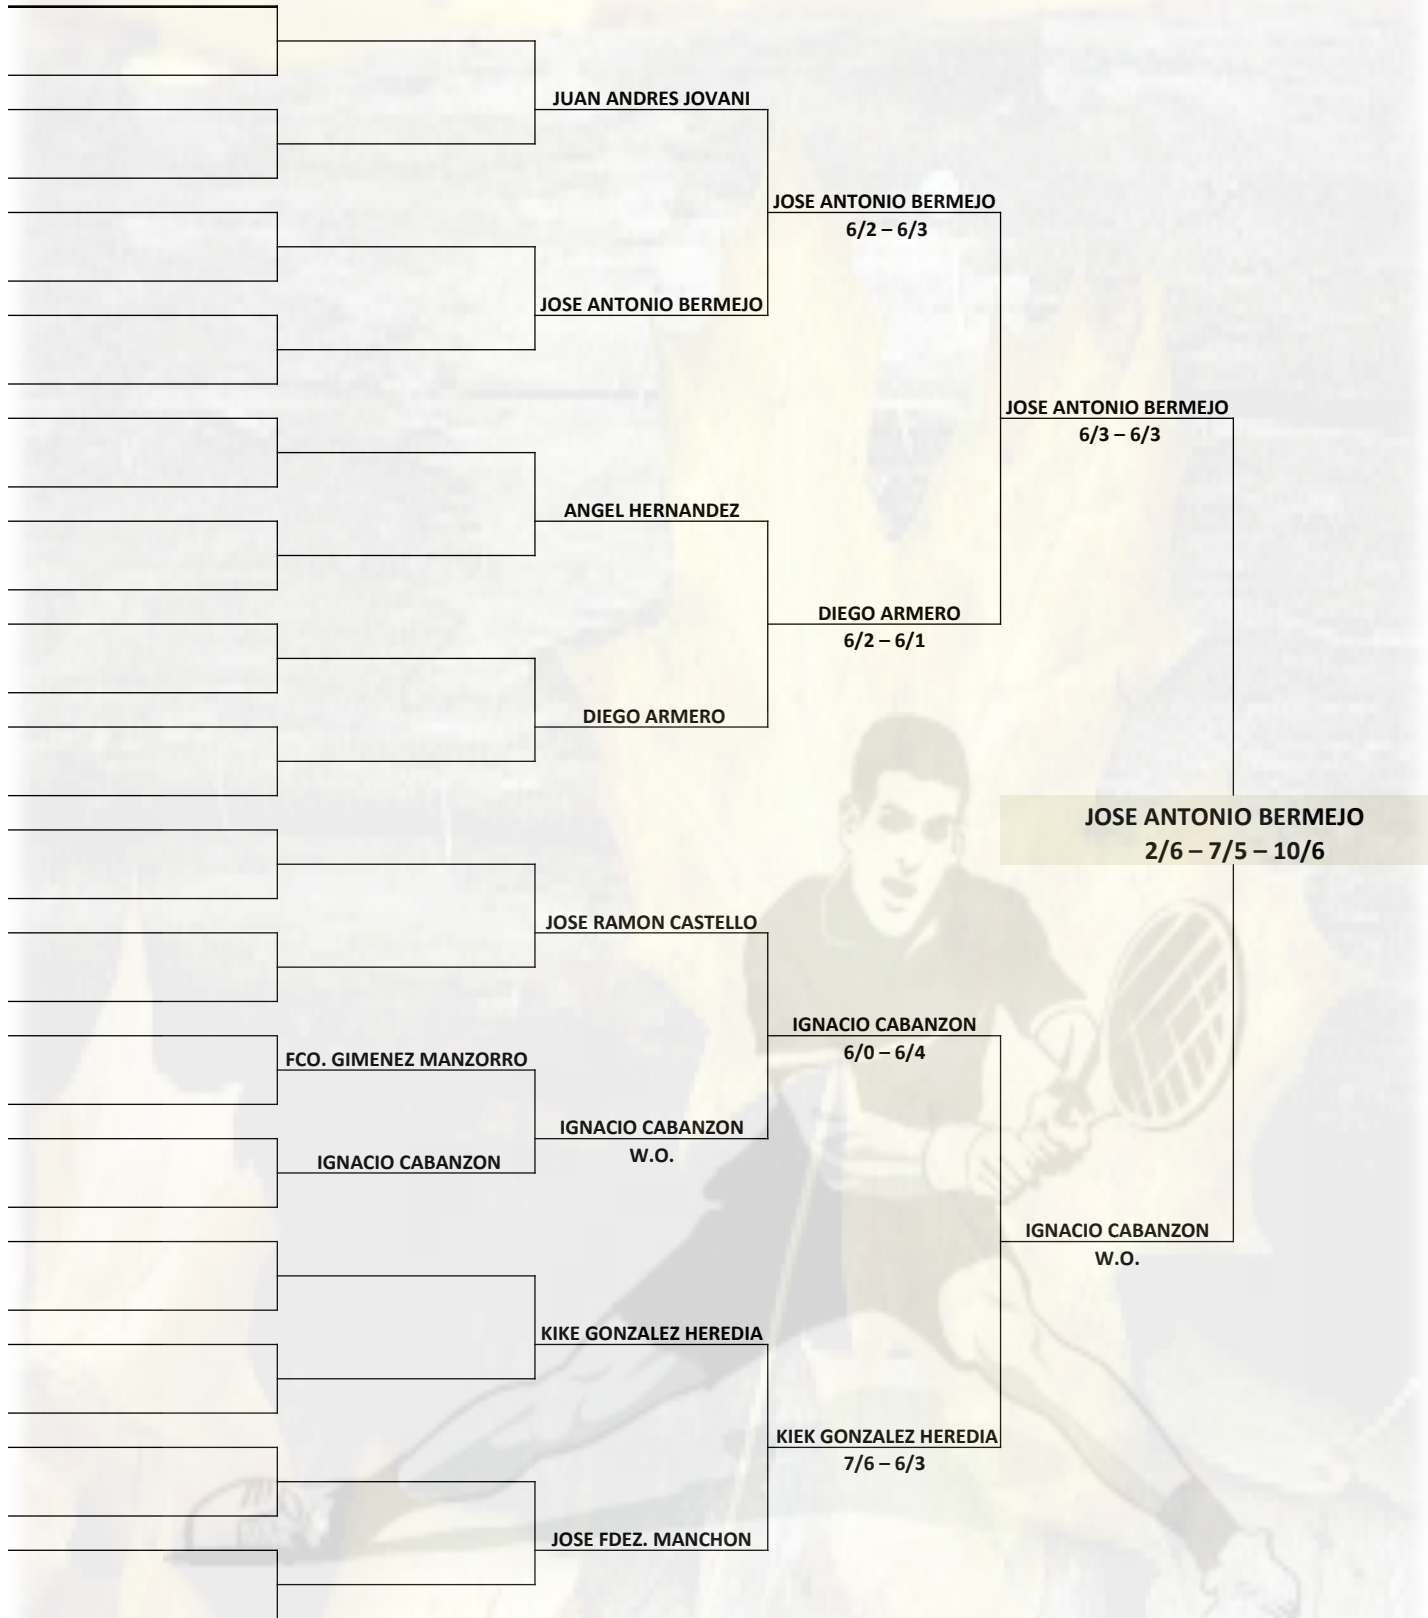 JUAN ANDRES JOVANI
JOSE ANTONIO BERMEJO
6/2 – 6/3
JOSE ANTONIO BERMEJO
JOSE ANTONIO BERMEJO
6/3 – 6/3
ANGEL HERNANDEZ
DIEGO ARMERO
6/2 – 6/1
DIEGO ARMERO
JOSE ANTONIO BERMEJO
2/6 – 7/5 – 10/6
JOSE RAMON CASTELLO
IGNACIO CABANZON
6/0 – 6/4
FCO. GIMENEZ MANZORRO
IGNACIO CABANZON
W.O.
IGNACIO CABANZON
IGNACIO CABANZON
W.O.
KIKE GONZALEZ HEREDIA
KIEK GONZALEZ HEREDIA
7/6 – 6/3
JOSE FDEZ. MANCHON